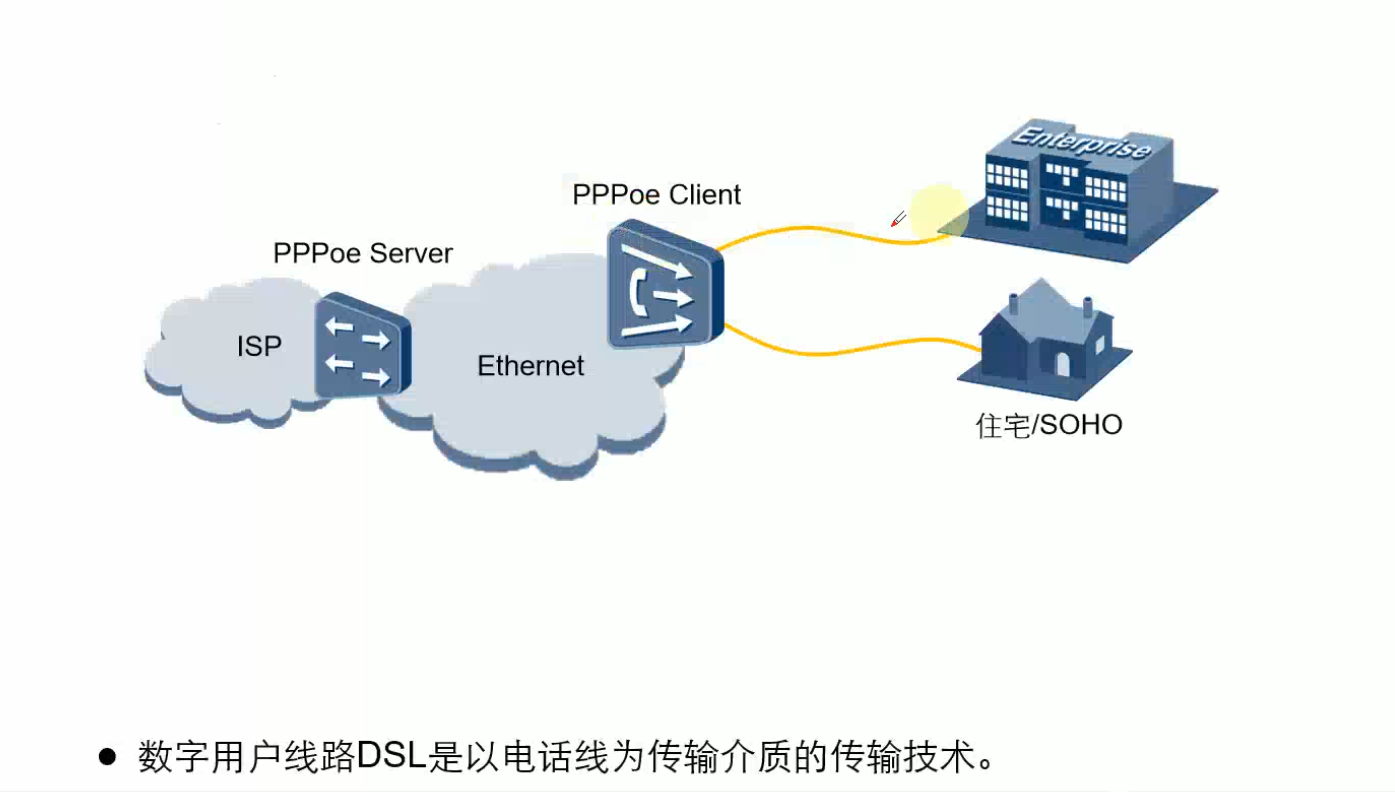 Enterprise
PPPoe Client
PPPoe Server
ISP
Ethernet
住宅/SOHO
● 数字用户线路DSL是以电话线为传输介质的传输技术。